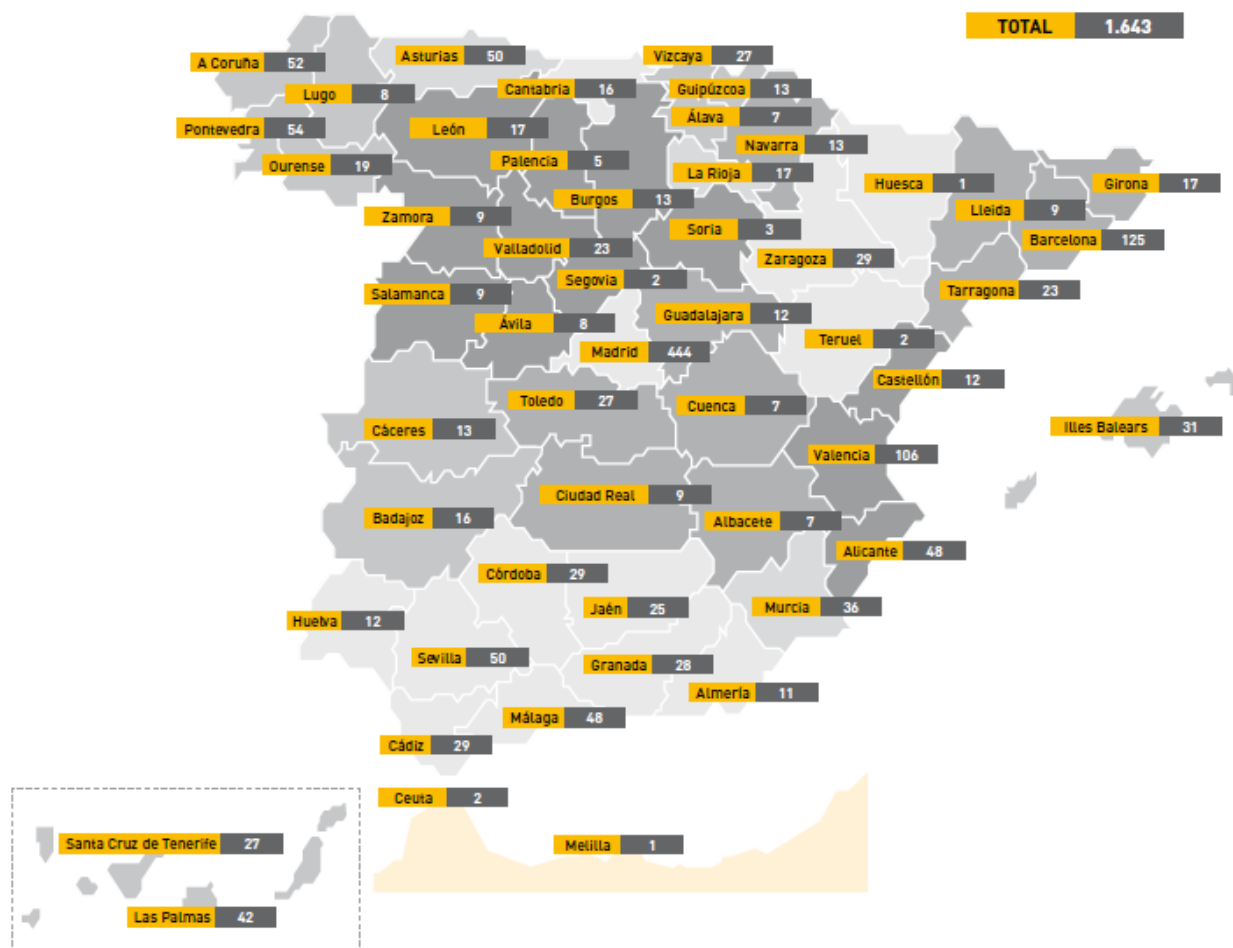 TOTAL 1.643
A Coruña 52
Asturias 50
Vizcaya 27
Lugo 8
Cantabria 16
Guipúzcoa 13
Álava 7
Pontevedra 54
León 17
Navarra 13
Ourense 19
Palencia 5
La Rioja 17
Huesca 1
Girona 17
Burgos 13
Lleida 9
Zamora 9
Soria 3
Barcelona 125
Valladolid 23
Zaragoza 29
Segovia 2
Salamanca 9
Tarragona 23
Ávila 8
Guadalajara 12
Teruel 2
Madrid 444
Castellón 12
Toledo 27
Cuenca 7
Cáceres 13
Illes Balears 31
Valencia 106
Ciudad Real 9
Badajoz 16
Albacete 7
Alicante 48
Córdoba 29
Jaén 25
Murcia 36
Huelva 12
Sevilla 50
Granada 28
Almería 11
Málaga 48
Cádiz 29
Ceuta 2
Melilla 1
Santa Cruz de Tenerife 27
Las Palmas 42